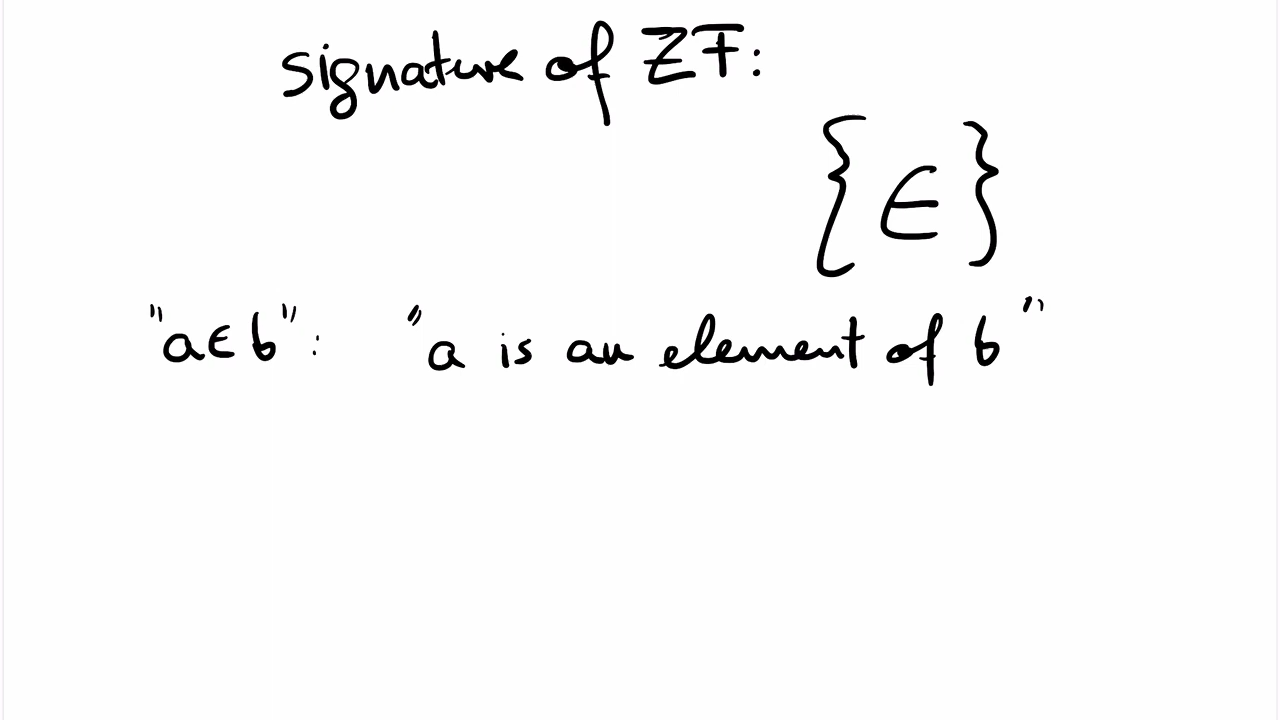 signature of ZF:
{∈}
"a∈b": "a is an element of b"